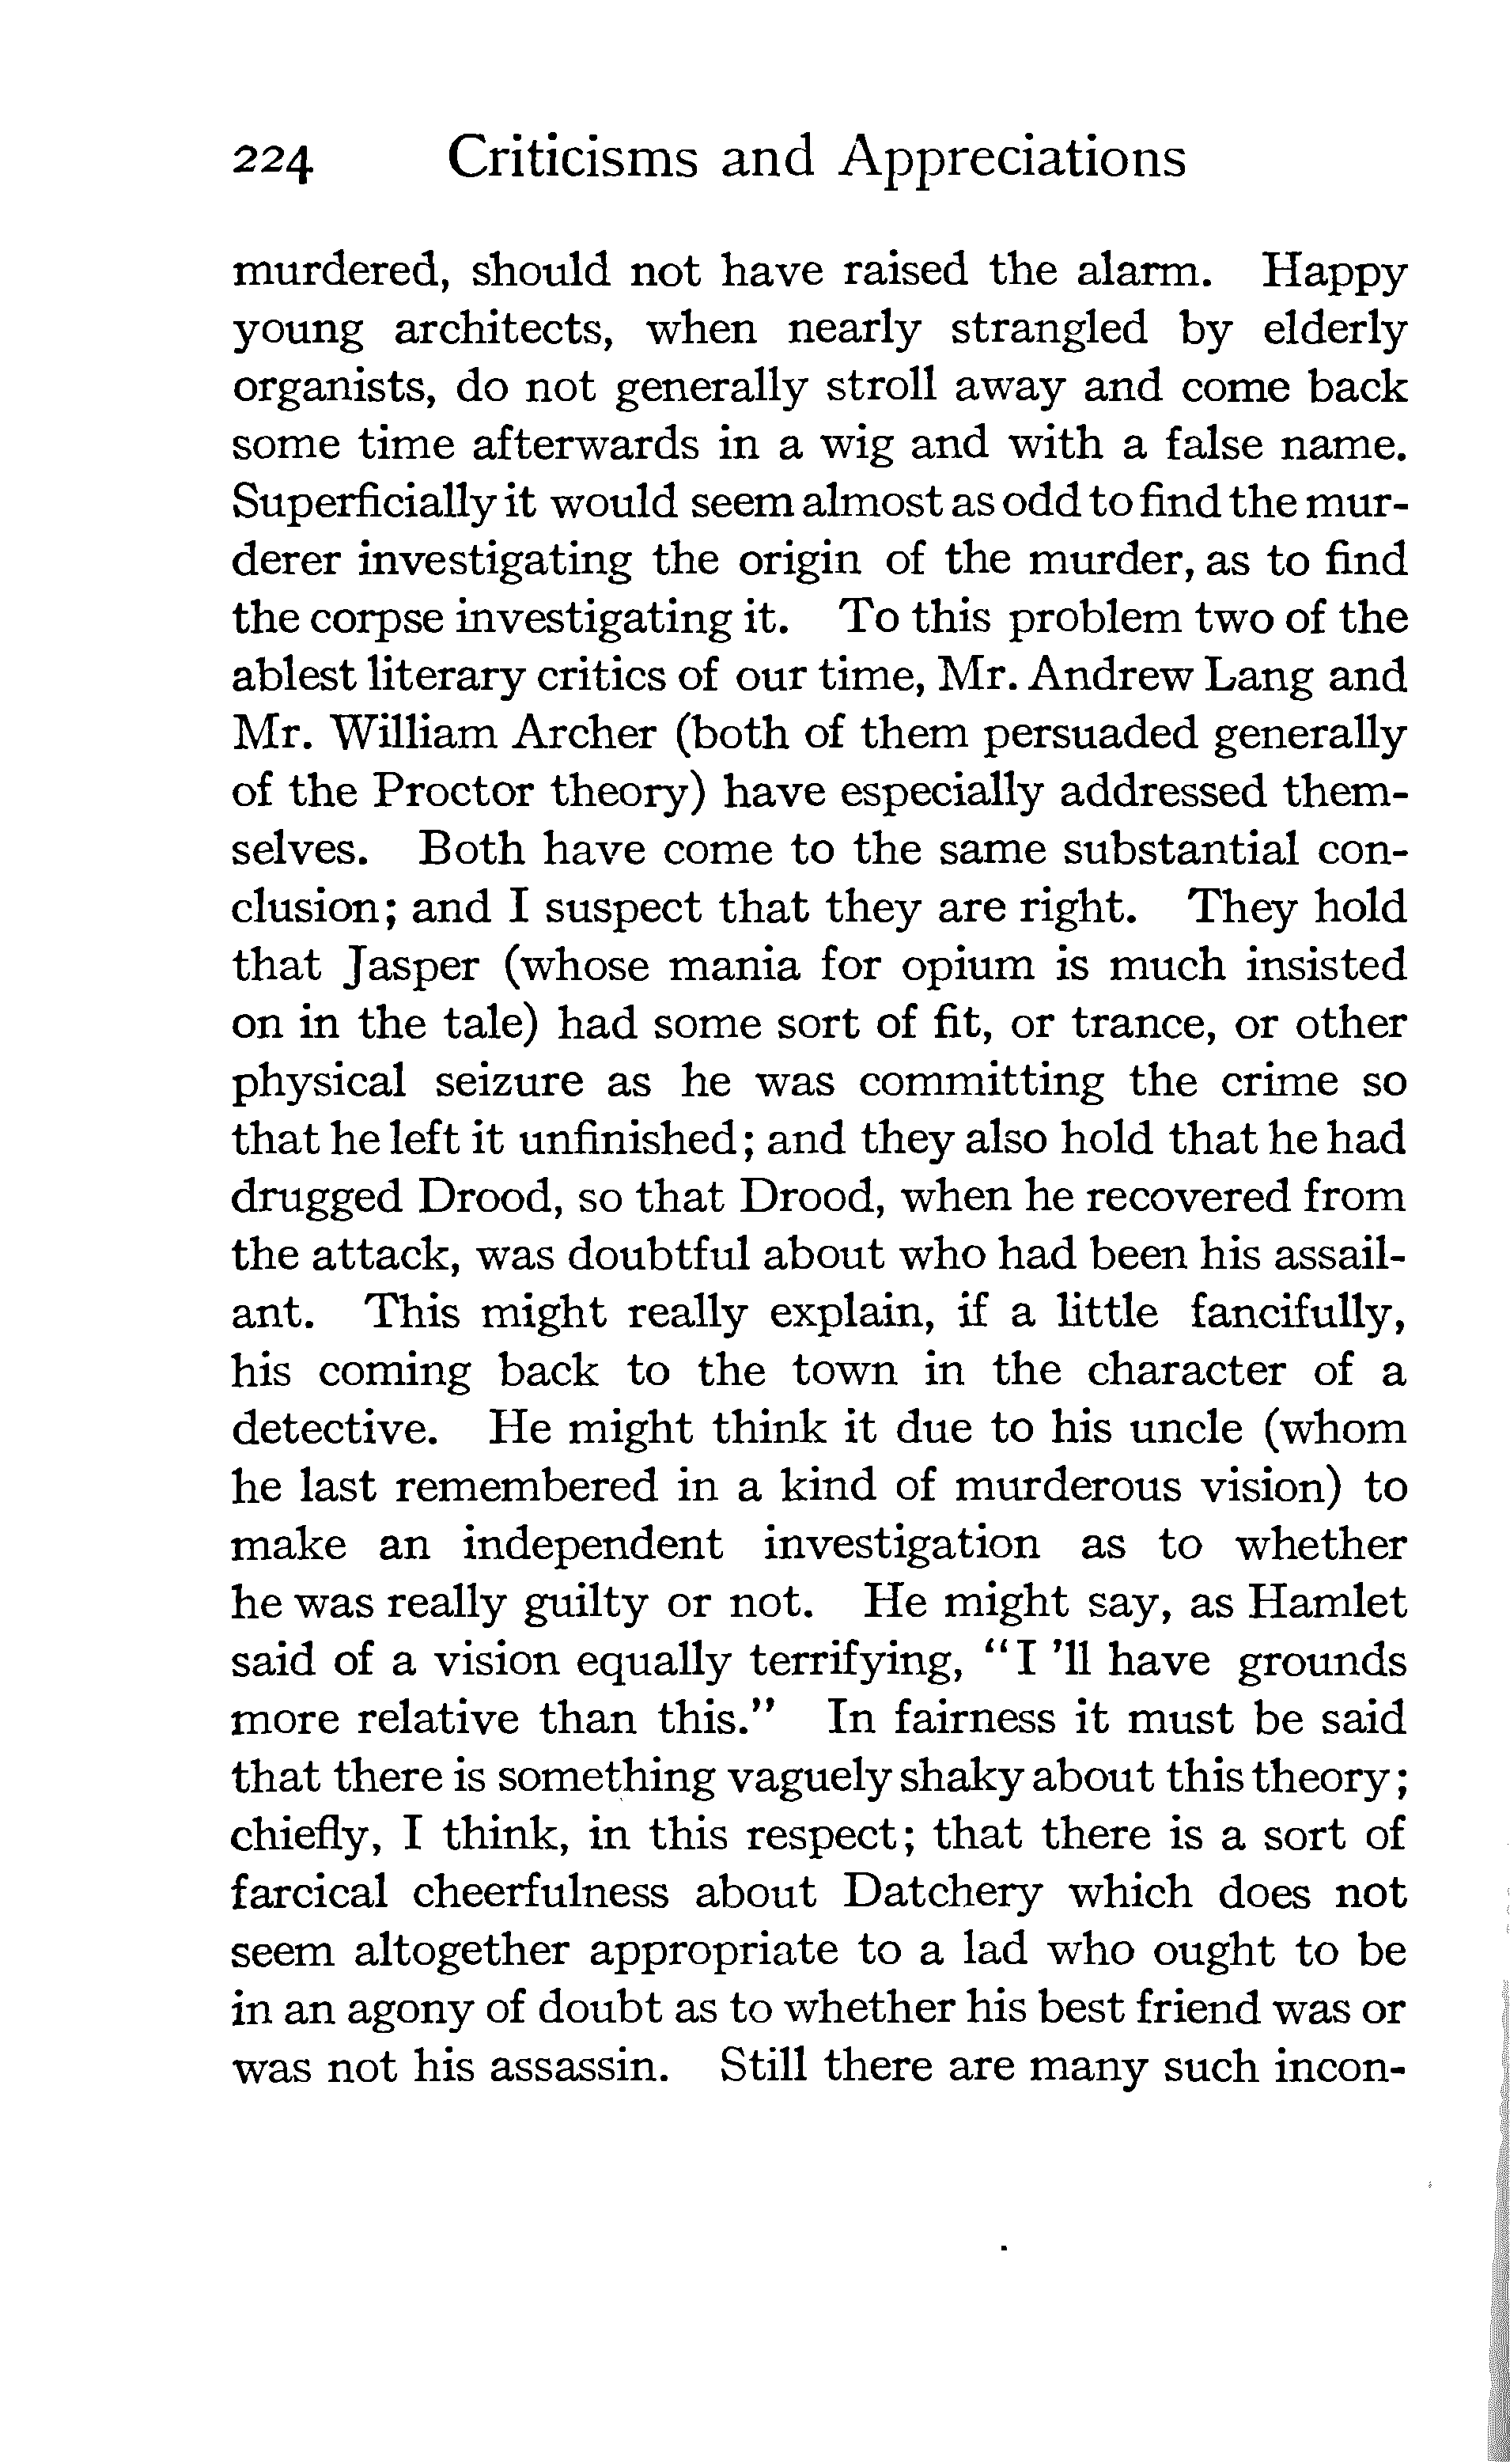 224 Criticisms and Appreciations
murdered, should not have raised the alarm. Happy
young architects, when nearly strangled by elderly
organists, do not generally stroll away and come back
some time afterwards in a wig and with a false name.
Superficially it would seem almost as odd to find the mur-
derer investigating the origin of the murder, as to find
the corpse investigating it. To this problem two of the
ablest literary critics of our time, Mr. Andrew Lang and
Mr. William Archer (both of them persuaded generally
of the Proctor theory) have especially addressed them-
selves. Both have come to the same substantial con-
clusion; and I suspect that they are right. They hold
that Jasper (whose mania for opium is much insisted
on in the tale) had some sort of fit, or trance, or other
physical seizure as he was committing the crime so
that he left it unfinished; and they also hold that he had
drugged Drood, so that Drood, when he recovered from
the attack, was doubtful about who had been his assail-
ant. This might really explain, if a little fancifully,
his coming back to the town in the character of a
detective. He might think it due to his uncle (whom
he last remembered in a kind of murderous vision) to
make an independent investigation as to whether
he was really guilty or not. He might say, as Hamlet
said of a vision equally terrifying, "I 'll have grounds
more relative than this." In fairness it must be said
that there is something vaguely shaky about this theory;
chiefly, I think, in this respect; that there is a sort of
farcical cheerfulness about Datchery which does not
seem altogether appropriate to a lad who ought to be
in an agony of doubt as to whether his best friend was or
was not his assassin. Still there are many such incon-